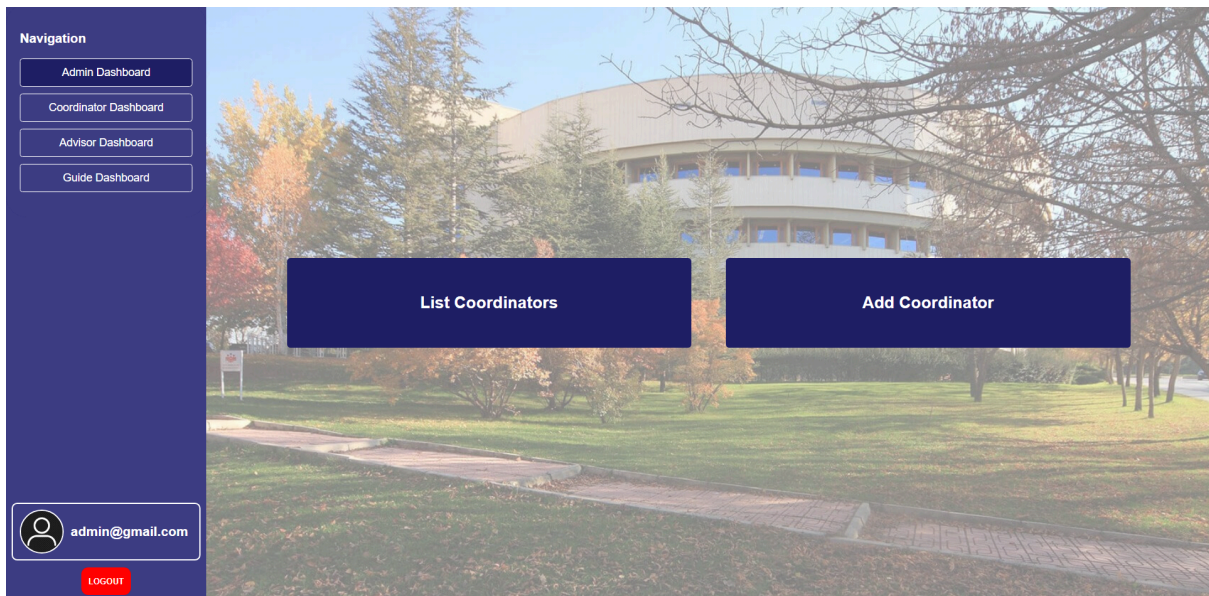 Navigation
Admin Dashboard
Coordinator Dashboard
Advisor Dashboard
Guide Dashboard
List Coordinators
Add Coordinator
admin@gmail.com
LOGOUT